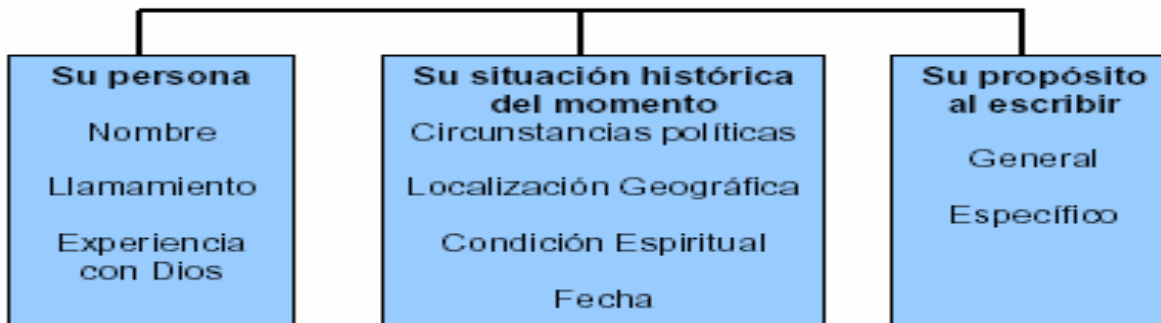 Su persona
Nombre
Llamamiento
Experiencia
con Dios
Su situación histórica
del momento
Circunstancias políticas
Localización Geográfica
Condición Espiritual
Fecha
Su propósito
al escribir
General
Específico